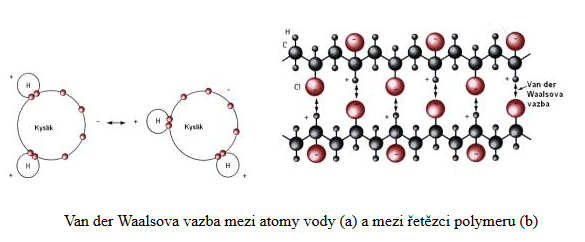 +
H
-
H
C
-
-
-
+
+
+
Kyslík
-
+
H
Kyslík
Cl
Van der
Waalsova
vazba
H
+
H
+
+
+
+
-
-
-
Van der Waalsova vazba mezi atomy vody (a) a mezi řetězci polymeru (b)